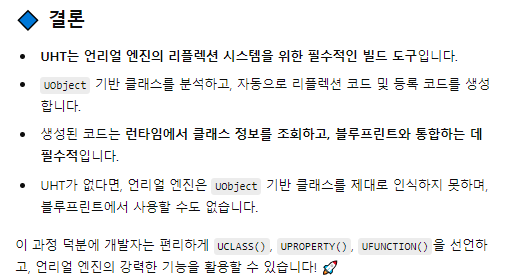 결론
UHT는 언리얼 엔진의 리플렉션 시스템을 위한 필수적인 빌드 도구입니다.
UObject 기반 클래스를 분석하고, 자동으로 리플렉션 코드 및 등록 코드를 생성
합니다.
생성된 코드는 런타임에서 클래스 정보를 조회하고, 블루프린트와 통합하는 데
필수적입니다.
UHT가 없다면, 언리얼 엔진은 UObject 기반 클래스를 제대로 인식하지 못하며,
블루프린트에서 사용할 수도 없습니다.
이 과정 덕분에 개발자는 편리하게 UCLASS(), UPROPERTY(), UFUNCTION()을 선언하
고, 언리얼 엔진의 강력한 기능을 활용할 수 있습니다! 🚀